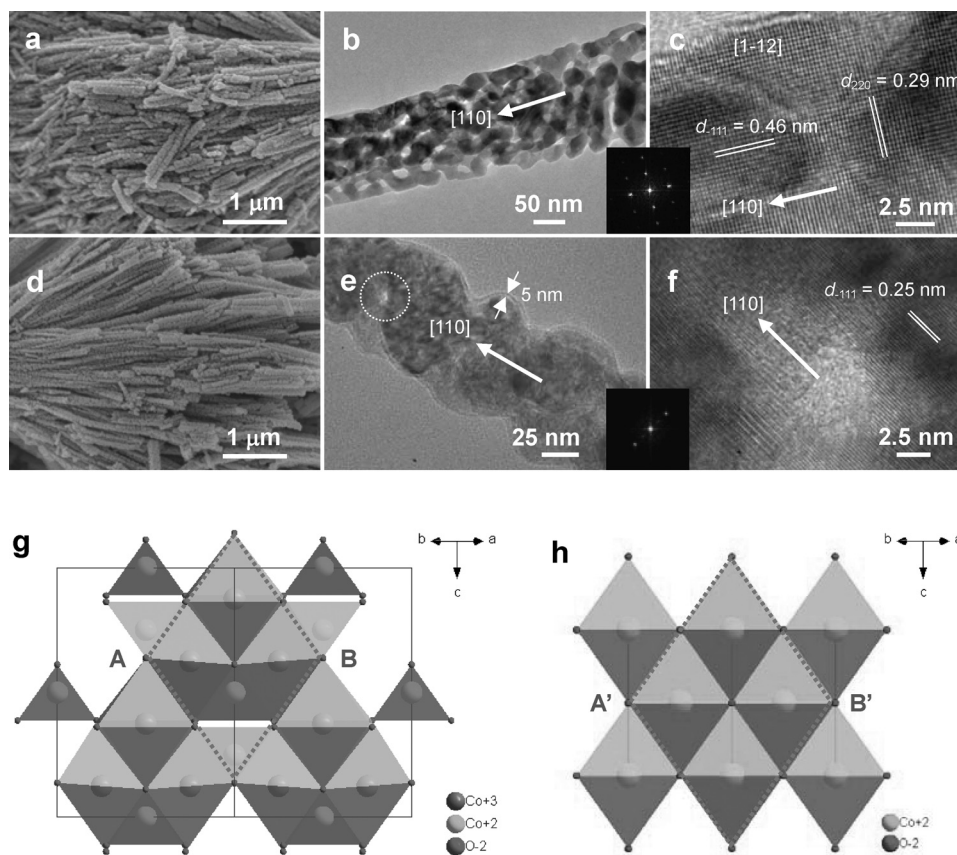 a
1 μm
b
[110]
50 nm
c
[1-12]
d220 = 0.29 nm
d-111 = 0.46 nm
[110]
2.5 nm
d
1 μm
e
5 nm
[110]
25 nm
f
d-111 = 0.25 nm
[110]
2.5 nm
g
b a
c
A B
Co+3
Co+2
O-2
h
b a
c
A’ B’
Co+2
O-2